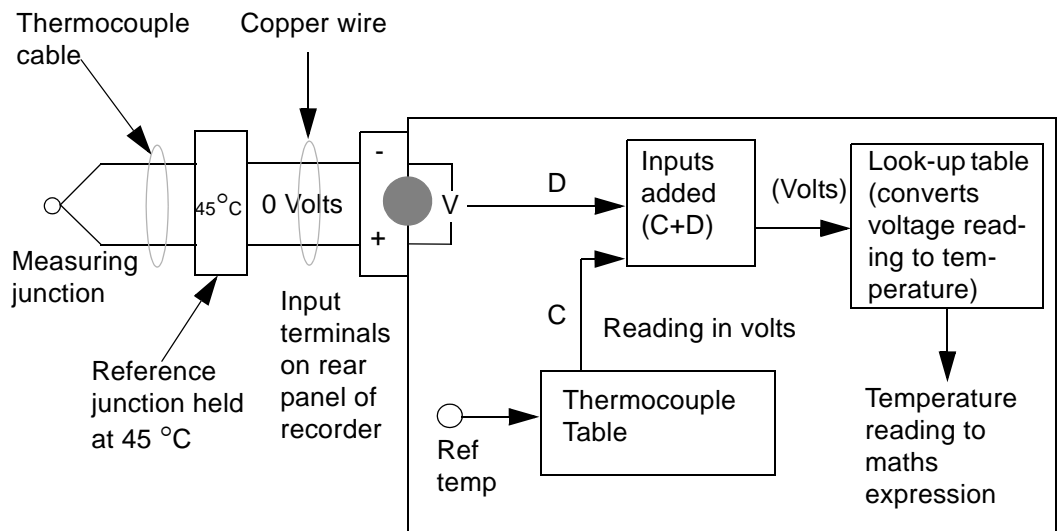 Thermocouple
cable
Copper wire
45°C
0 Volts
-
+
V
D
Inputs
added
(C+D)
(Volts)
Look-up table
(converts
voltage read-
ing to tem-
perature)
Measuring
junction
Input
terminals
on rear
panel of
recorder
C
Reading in volts
Reference
junction held
at 45 °C
Ref
temp
Thermocouple
Table
Temperature
reading to
maths
expression